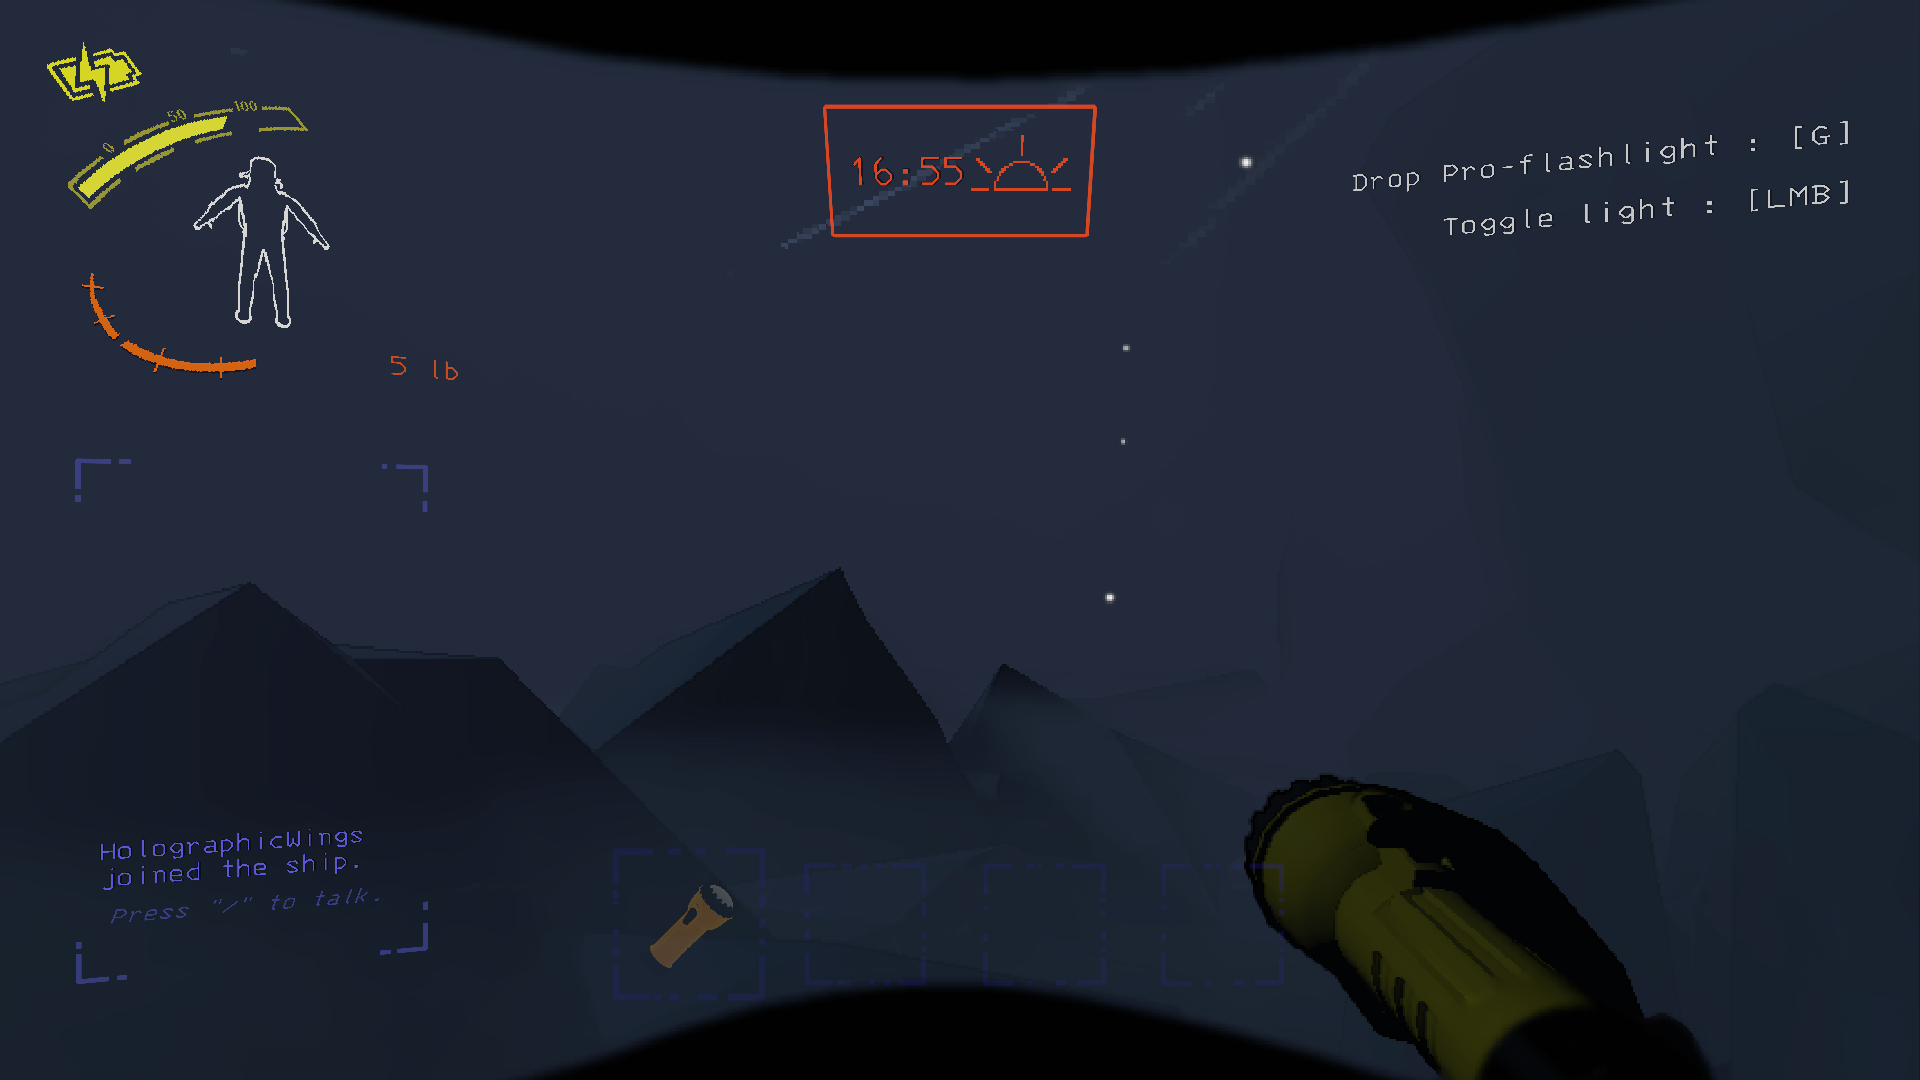 0 50 100
16:55
Drop Pro-flashlight : [G]
Toggle light : [LMB]
5 lb
HolographicWings
joined the ship.
Press "/" to talk.